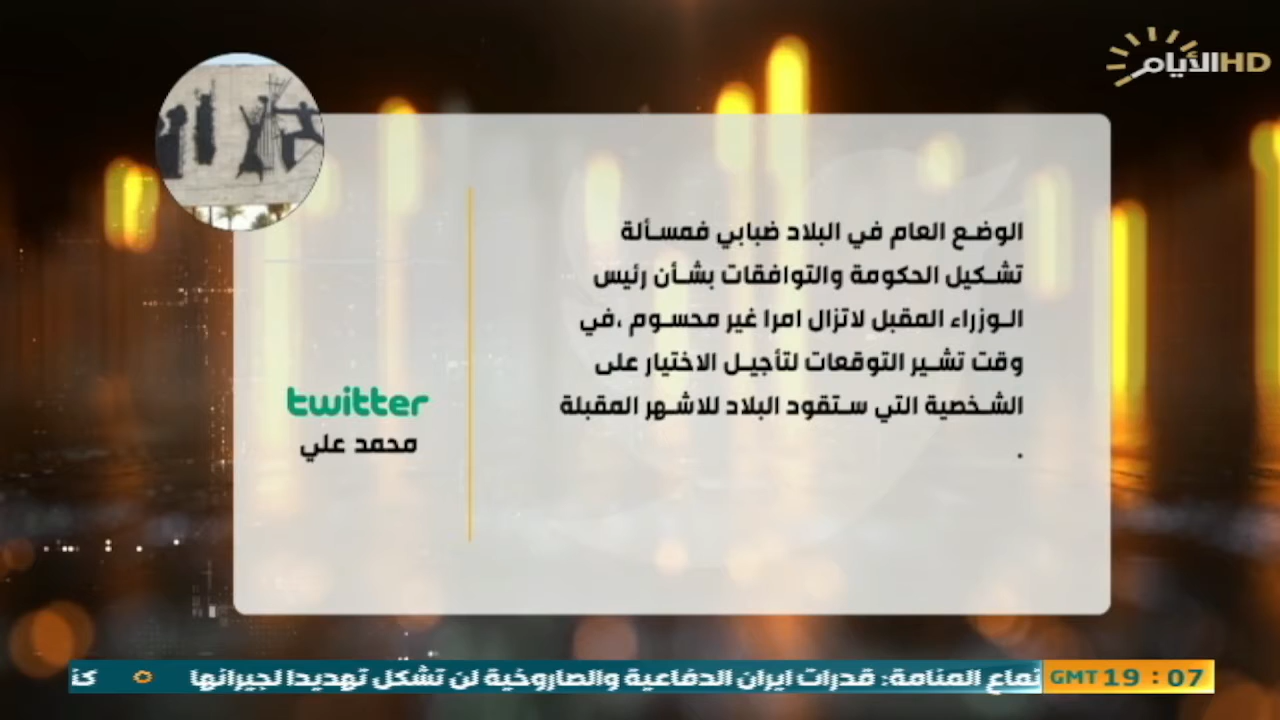 الأيام HD
الوضع العام في البلاد ضبابي فمسألة
تشكيل الحكومة والتوافقات بشأن رئيس
الوزراء المقبل لاتزال امرا غير محسوم ،في
وقت تشير التوقعات لتأجيل الاختيار على
الشخصية التي ستقود البلاد للاشهر المقبلة
.
twitter
محمد علي
GMT 19 : 07
المنامة: قدرات ايران الدفاعية والصاروخية لن تشكل تهديدا لجيرانها